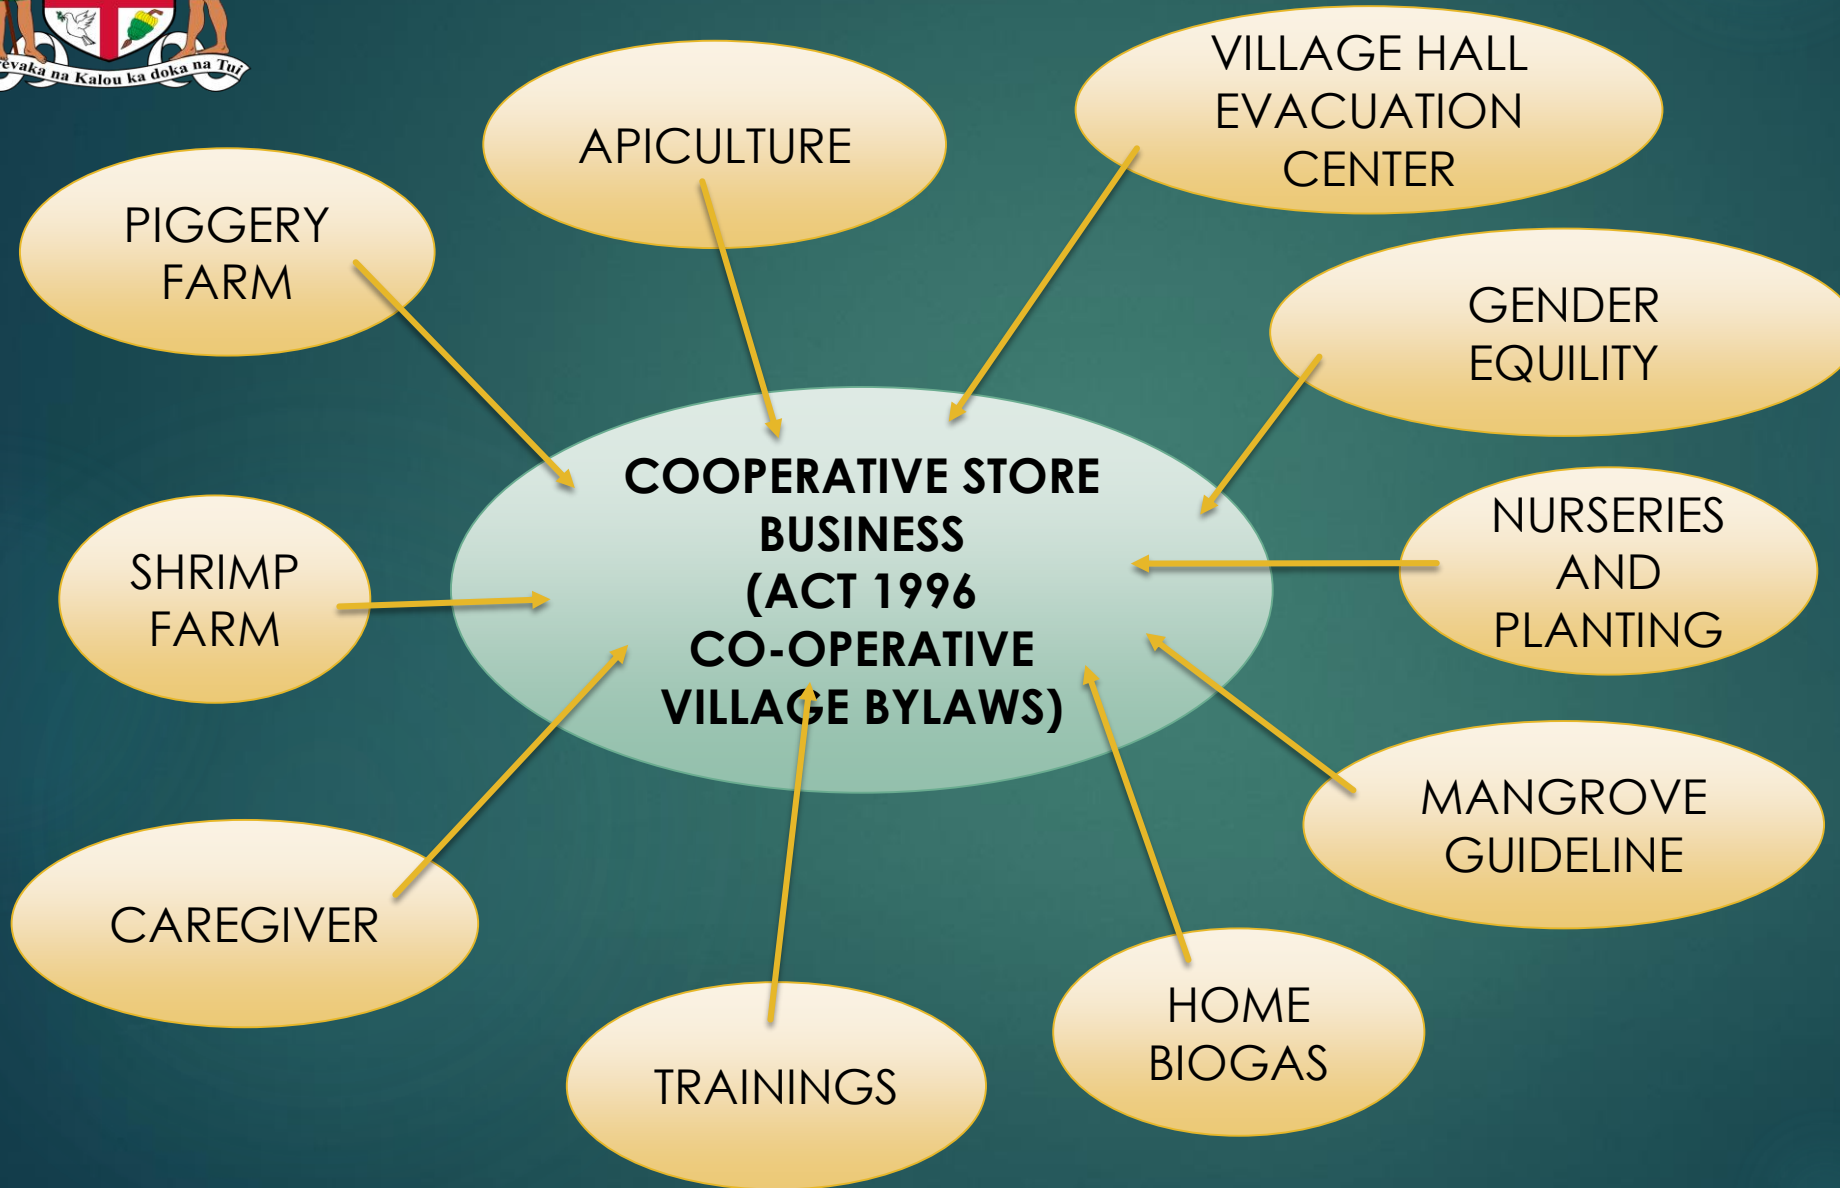 revaka na Kalou ka doka na Tui
APICULTURE
VILLAGE HALL
EVACUATION
CENTER
PIGGERY
FARM
GENDER
EQUILITY
COOPERATIVE STORE
BUSINESS
(ACT 1996
CO-OPERATIVE
VILLAGE BYLAWS)
NURSERIES
AND
PLANTING
SHRIMP
FARM
MANGROVE
GUIDELINE
CAREGIVER
HOME
BIOGAS
TRAININGS